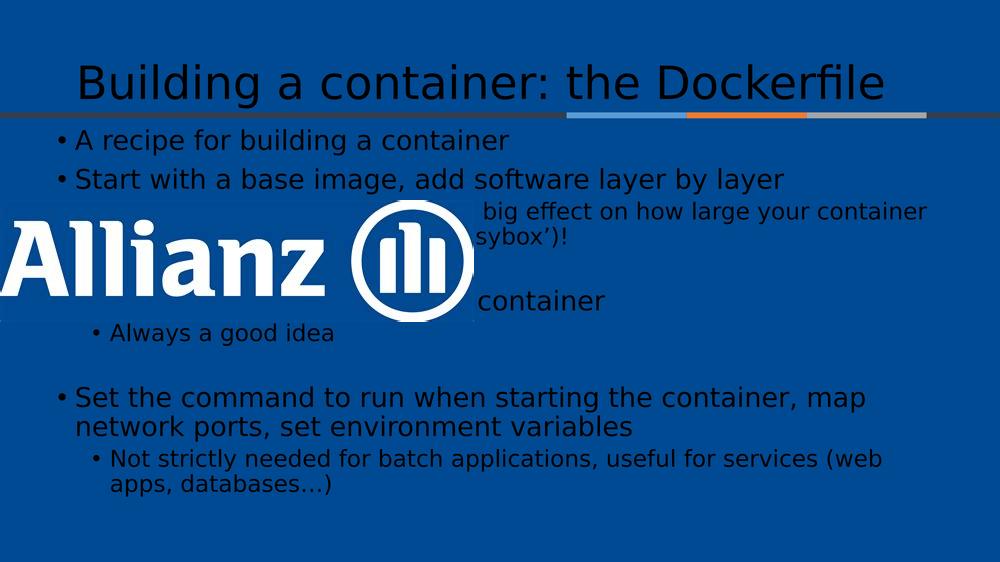 Building a container: the Dockerfile
• A recipe for building a container
• Start with a base image, add software layer by layer
big effect on how large your container
sybox’)!
Allianz
container
• Always a good idea
• Set the command to run when starting the container, map
network ports, set environment variables
• Not strictly needed for batch applications, useful for services (web
apps, databases…)